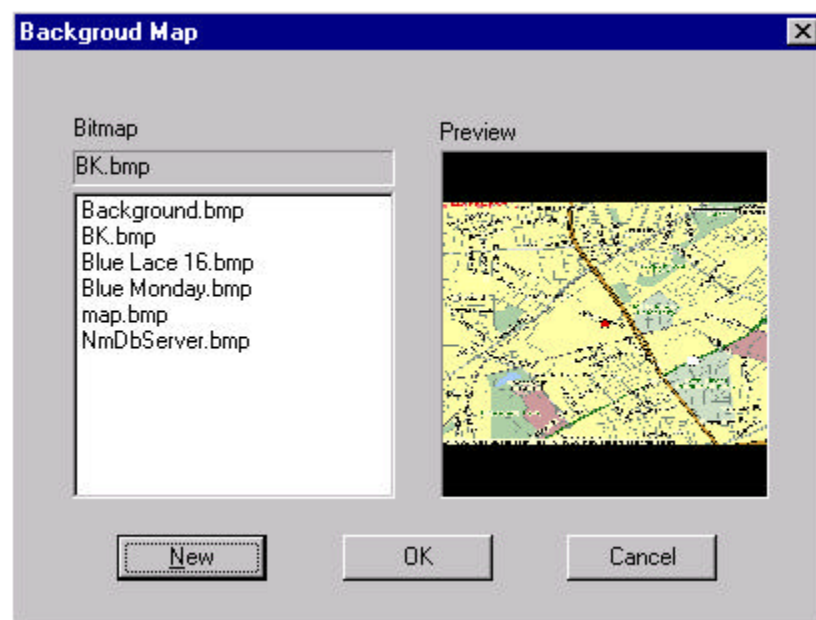 Backgroud Map
Bitmap
Preview
BK.bmp
Background.bmp
BK.bmp
Blue Lace 16.bmp
Blue Monday.bmp
map.bmp
NmDbServer.bmp
New
OK
Cancel